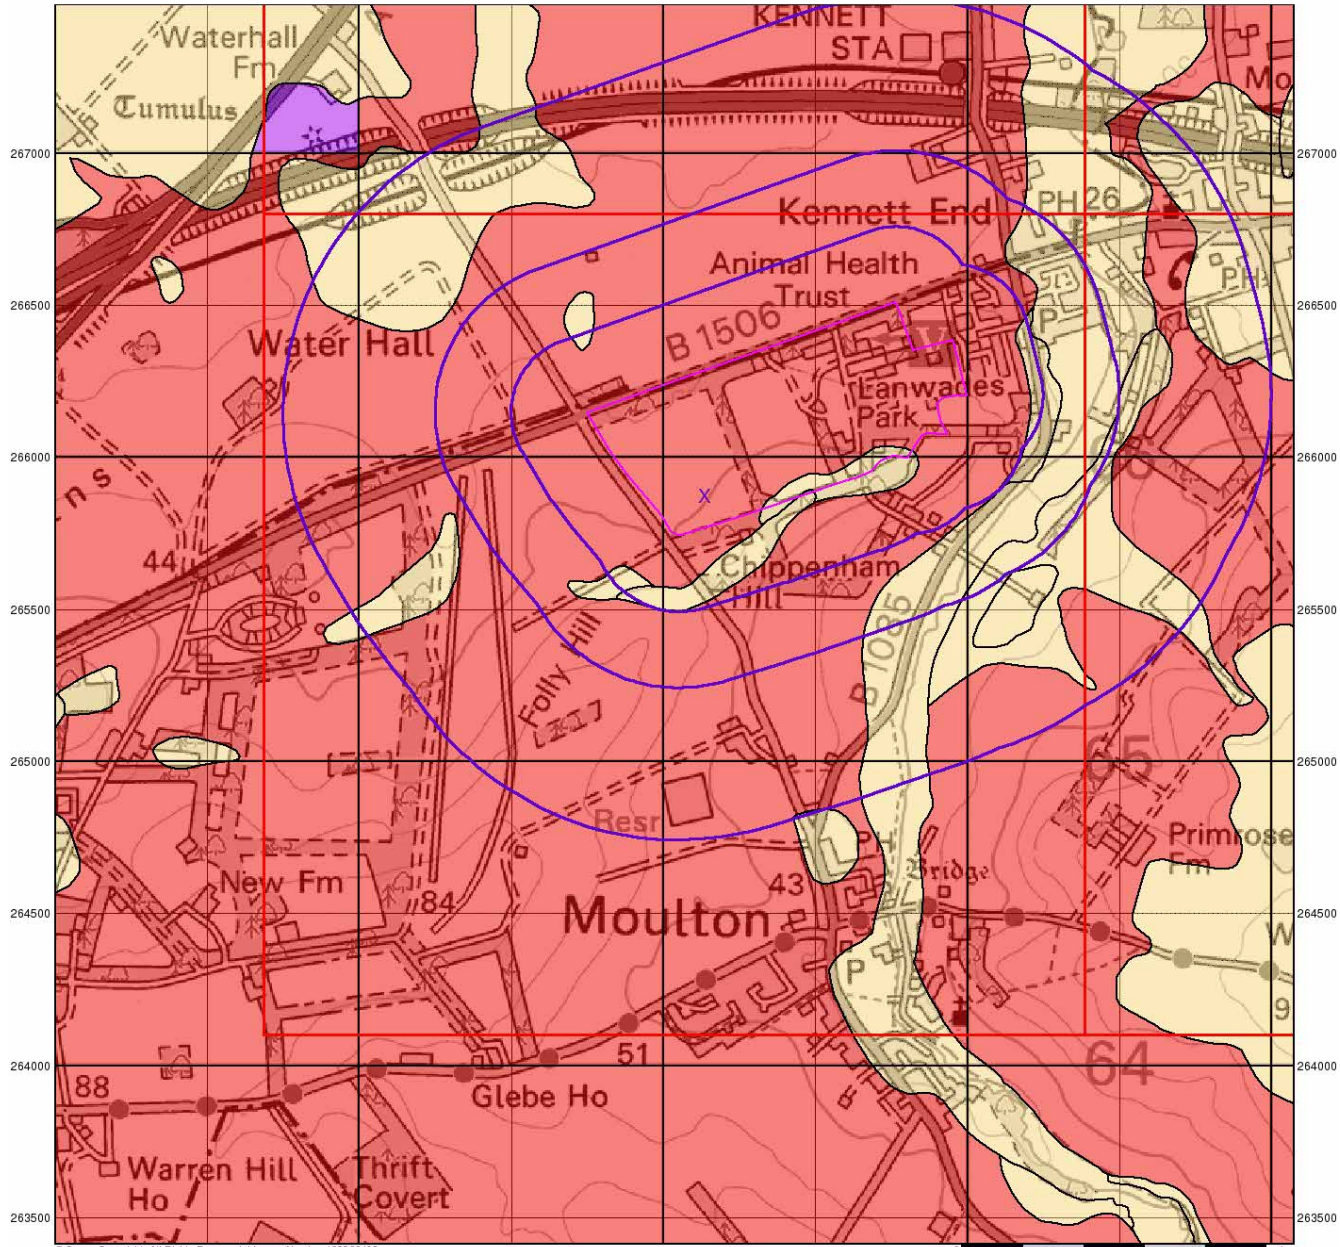 KENNETT
STA
Waterhall
Fm
Tumulus
Mo
267000
267000
PH 26
Kennett End
Animal Health
Trust
PH
266500
266500
B 1506
P
Water Hall
Lanwades
Park
266000
266000
ns
X
44
Chippenham
Hill
265500
265500
Folly Hill
B 1085
265000
265000
65
Resr
Primrose
Fm
PH
Bridge
43
New Fm
84
Moulton
264500
264500
W
P
9
51
264000
264000
64
88
Glebe Ho
Warren Hill
Ho
Thrift
Covert
263500
263500